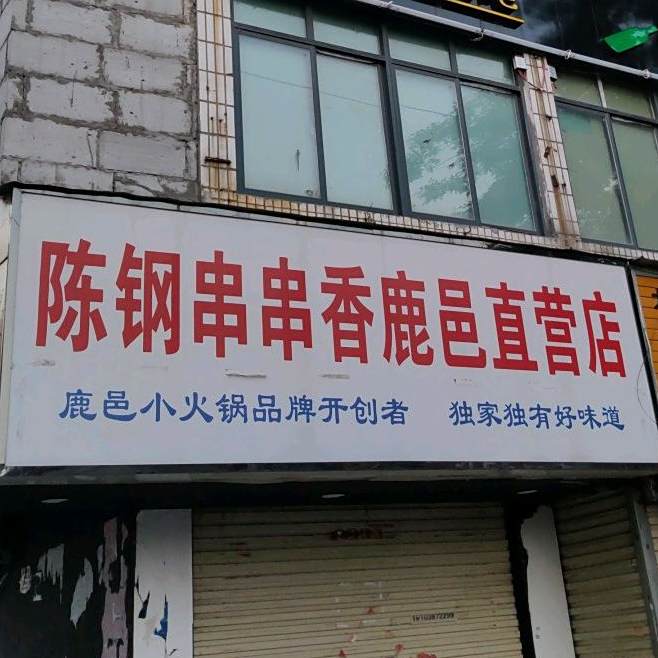 陈钢串串香鹿邑直营店
鹿邑小火锅品牌开创者 独家独有好味道